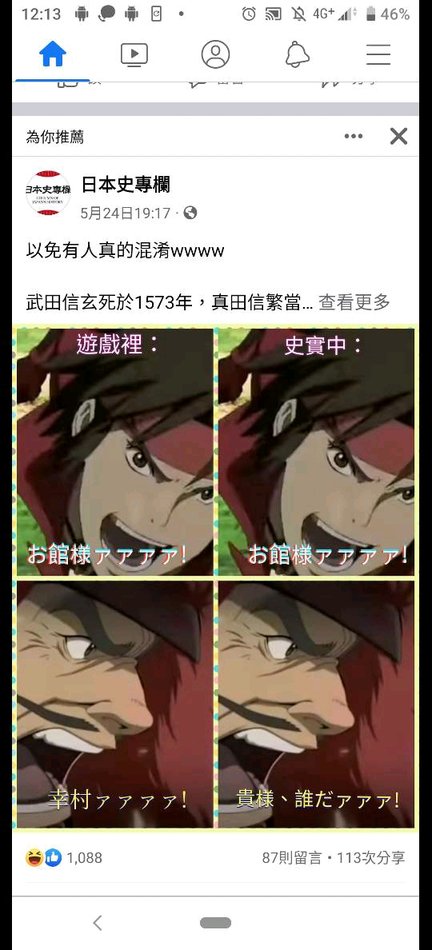 12:13
4G+
46%
為你推薦
日本史專欄
日本史專欄
5月24日19:17
以免有人真的混淆wwww
武田信玄死於1573年，真田信繁當... 查看更多
遊戲裡：
史實中：
お館様ァァァァ!
お館様ァァァァ!
幸村ァァァァ!
貴様、誰だァァァ!
1,088
87則留言·113次分享